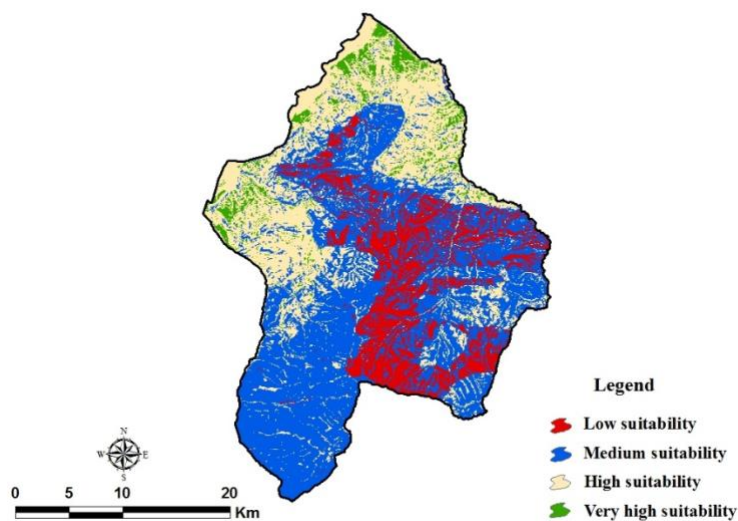 Legend
Low suitability
Medium suitability
High suitability
Very high suitability
N
W E
S
0 5 10 20
Km